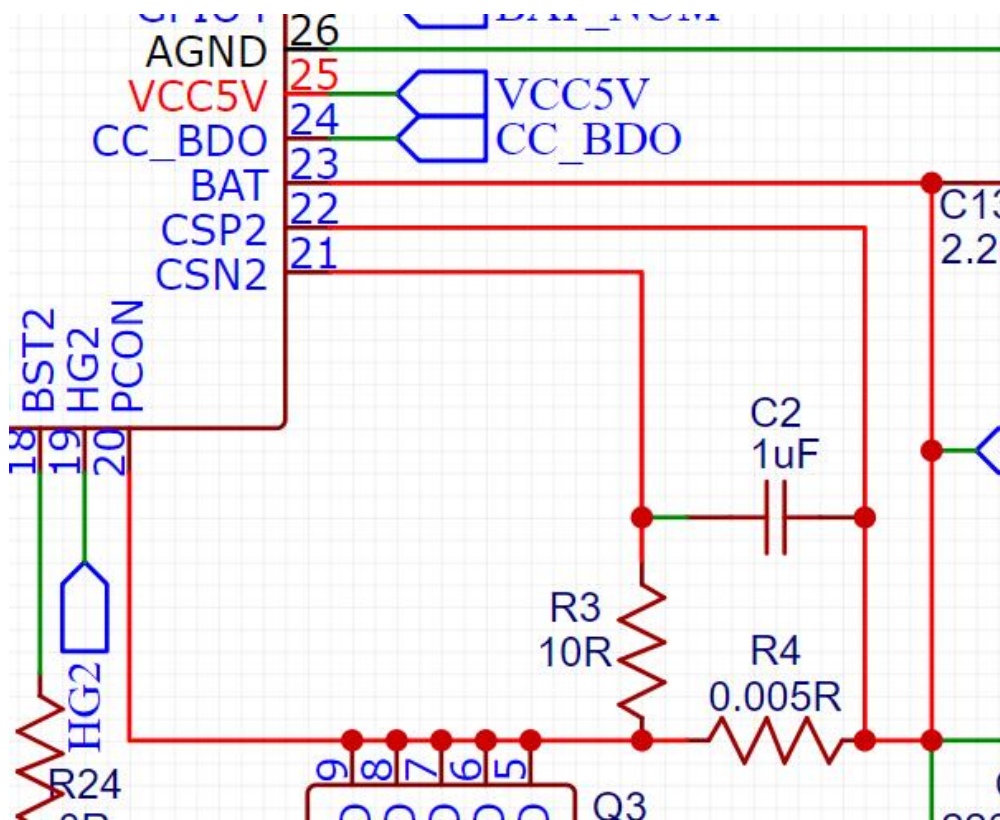 26
AGND
25
VCC5V
VCC5V
24
CC_BDO
CC_BDO
23
BAT
22
CSP2
21
CSN2
BST2
HG2
PCON
18
19
20
C2
1uF
R3
10R
R4
0.005R
HG2
R24
9
8
7
6
5
Q3